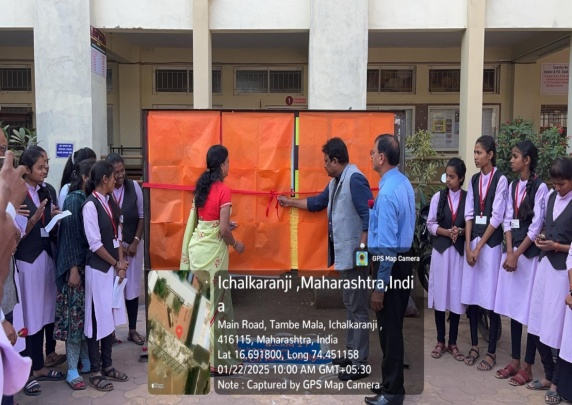 GPS Map Camera
Ichalkaranji ,Maharashtra,Indi
a
Main Road, Tambe Mala, Ichalkaranji ,
416115, Maharashtra, India
Lat 16.691800, Long 74.451158
01/22/2025 10:00 AM GMT+05:30
Note : Captured by GPS Map Camera